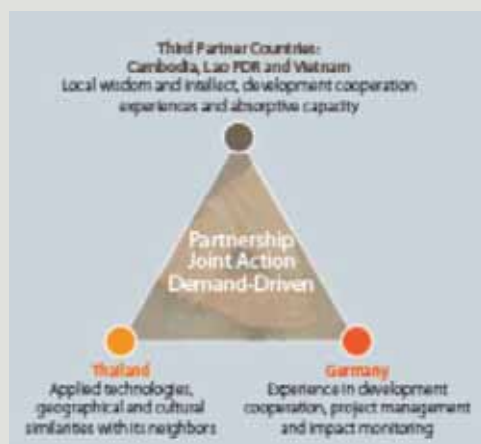 Third Partner Countries:
Cambodia, Lao PDR and Vietnam
Local wisdom and intellect, development cooperation
experiences and absorptive capacity
Partnership
Joint Action
Demand-Driven
Thailand
Applied technologies,
geographical and cultural
similarities with its neighbors
Germany
Experience in development
cooperation, project management
and impact monitoring